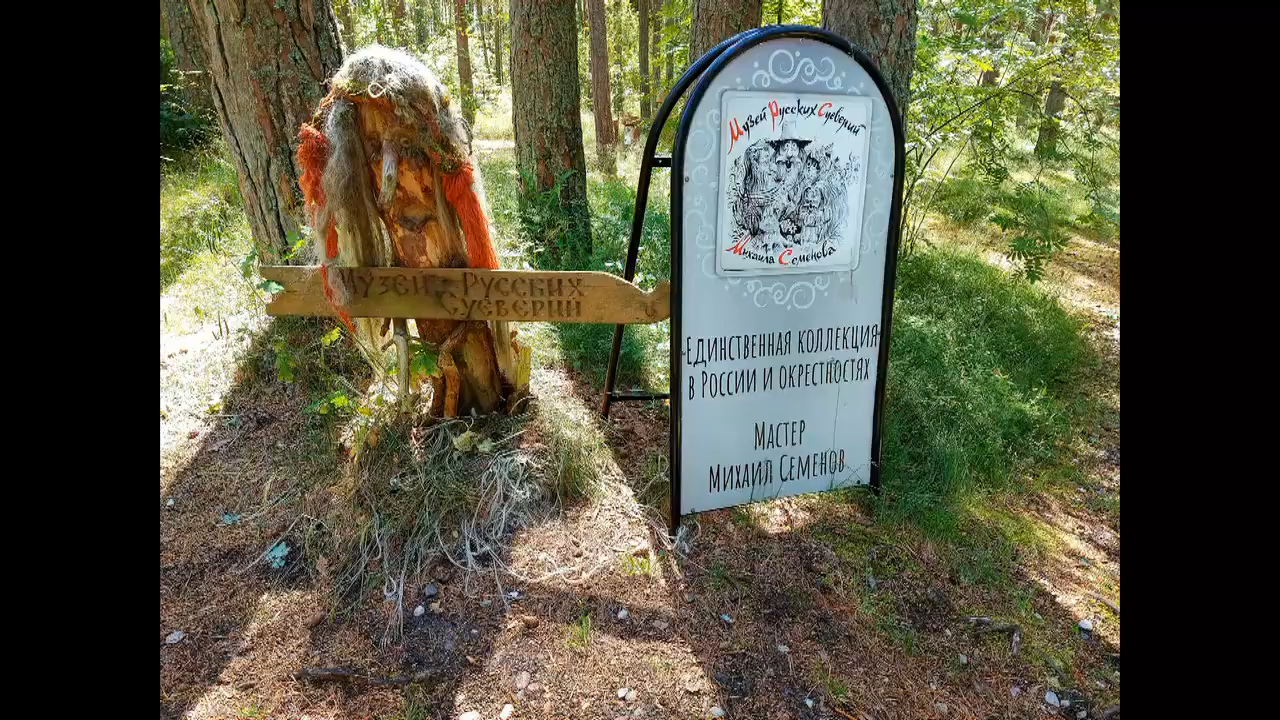 Музей Русских
Суеверий
Музей Русских Суеверий
Михаила Семенова
Единственная коллекция
в России и окрестностях
Мастер
Михаил Семенов